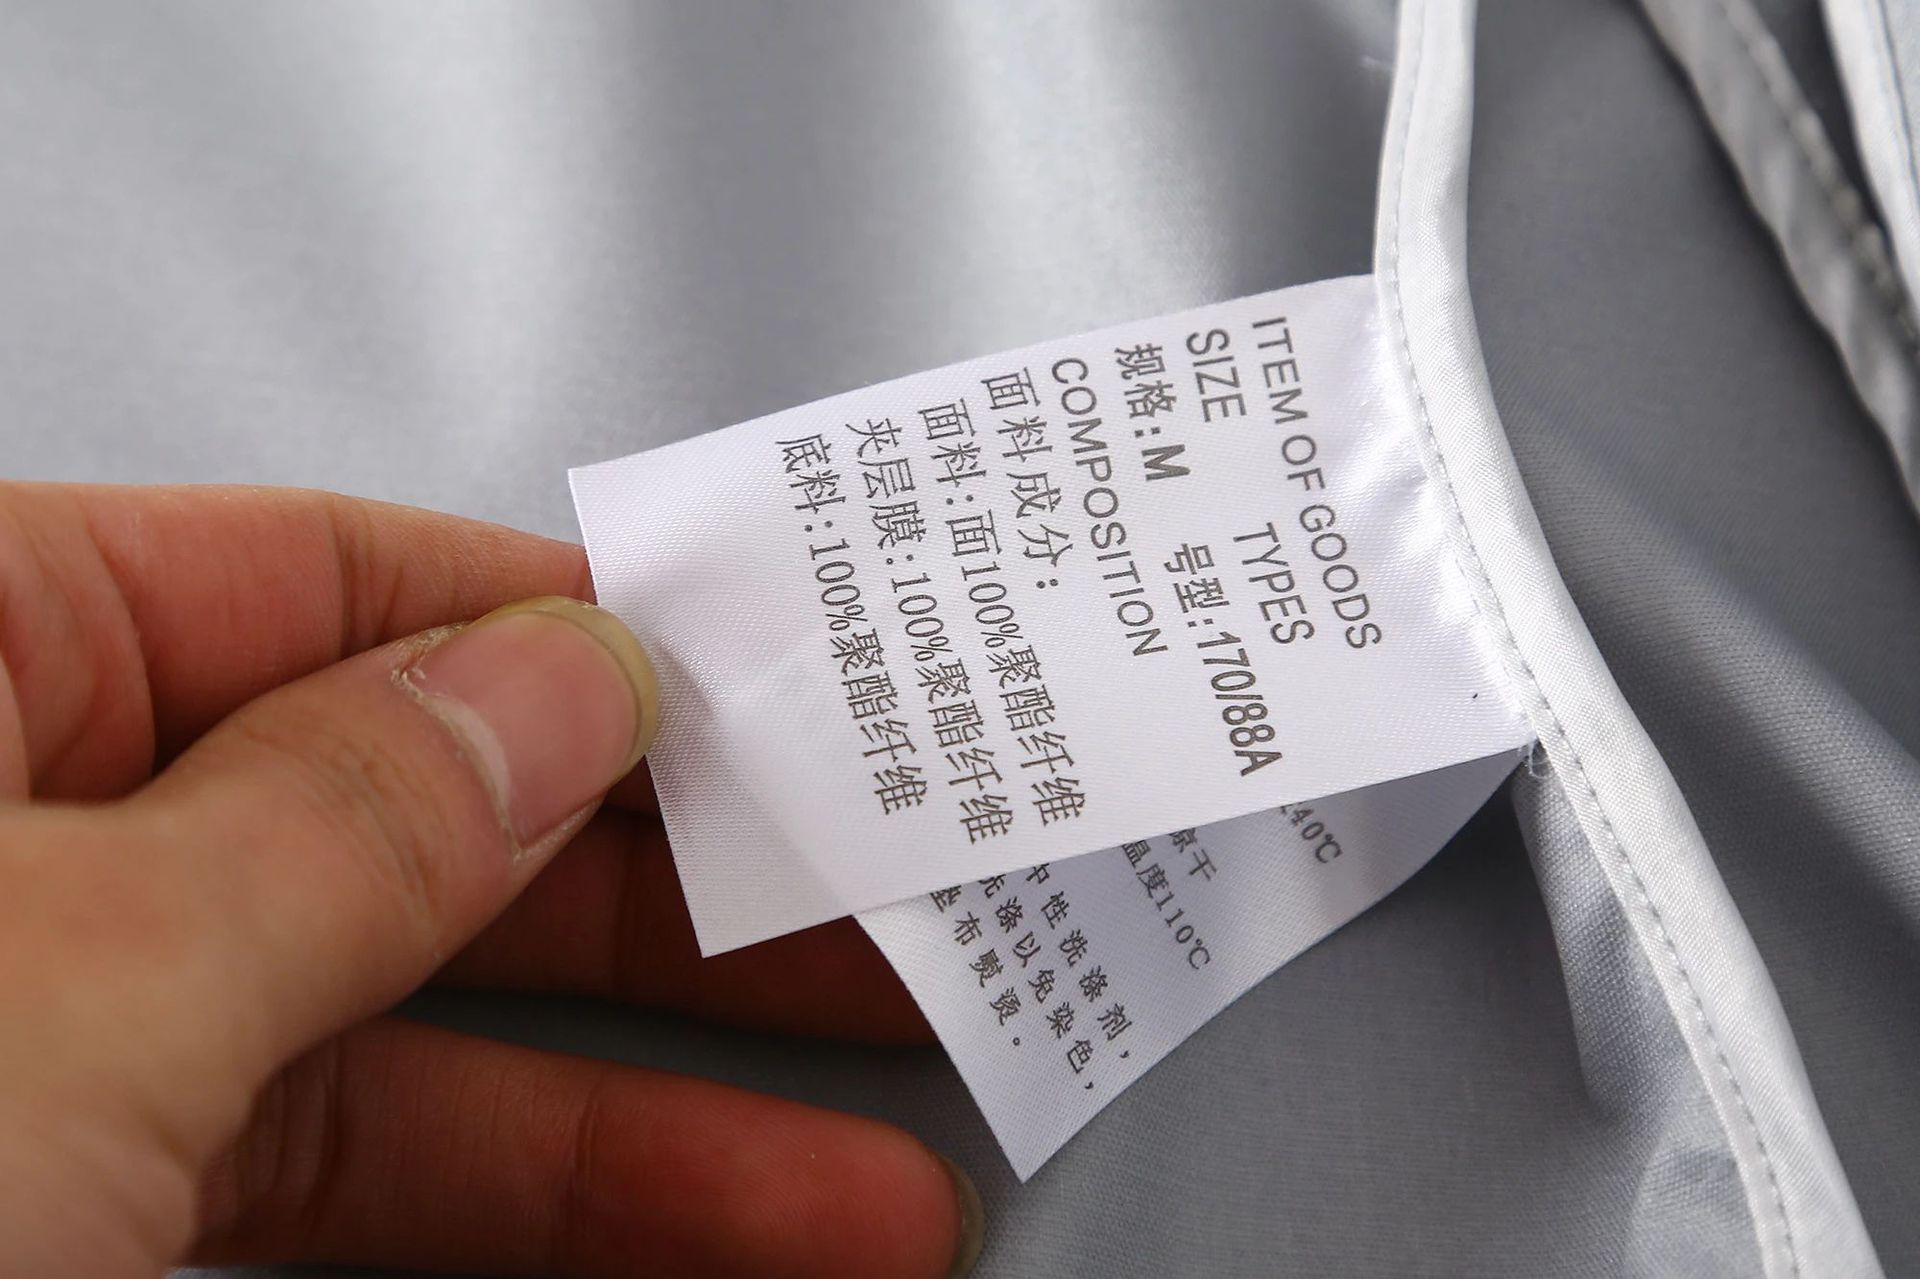 ITEM OF GOODS
SIZE TYPES
规格:M 号型:170/88A
COMPOSITION
面料成分:
面料:面100%聚酯纤维
夹层膜:100%聚酯纤维
底料:100%聚酯纤维
40℃
干
温度110℃
中性洗涤剂,
洗涤以免染色,
垫布熨烫。